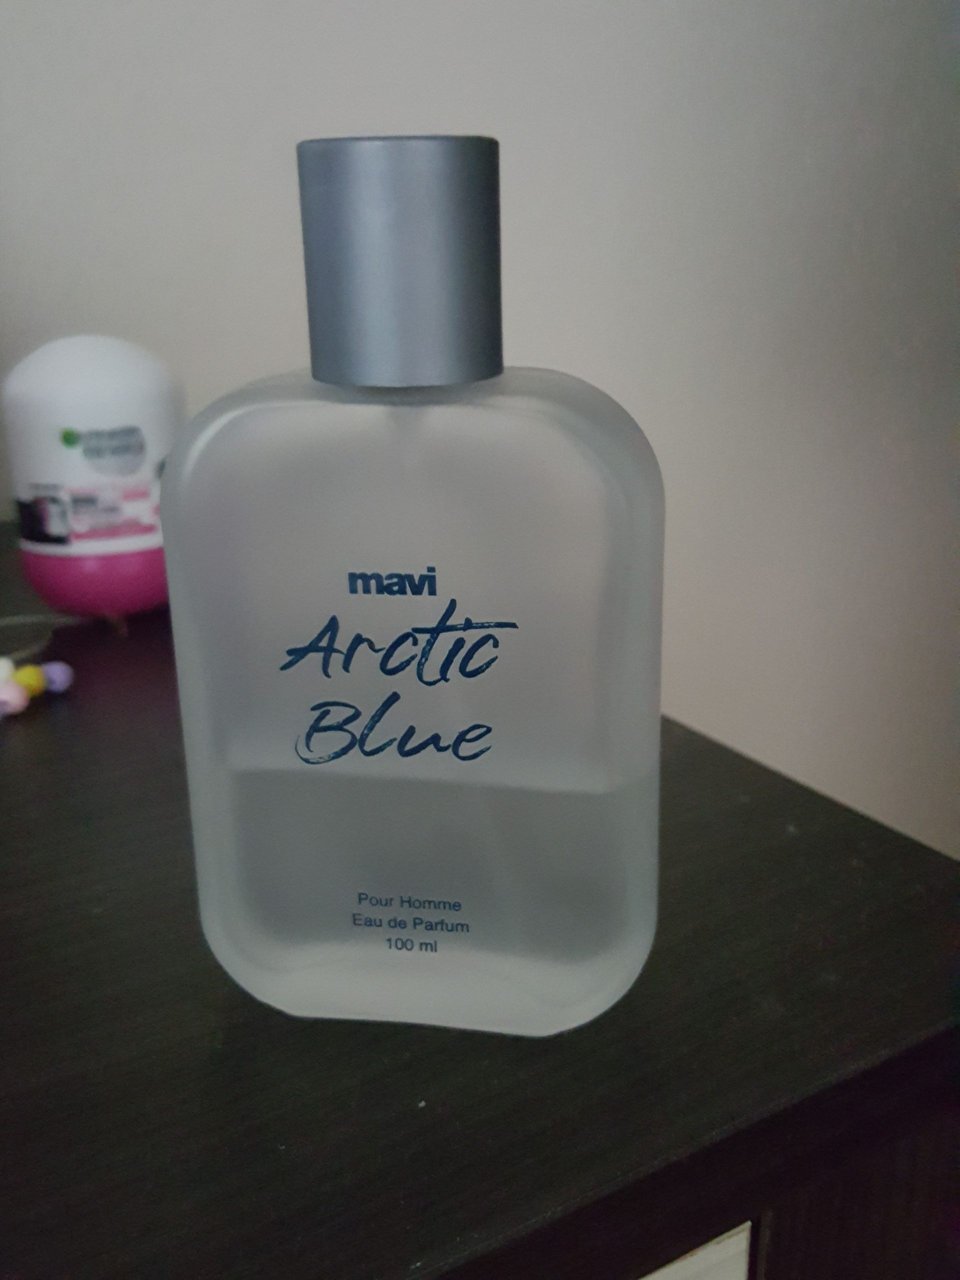 mavi
Arctic
Blue
Pour Homme
Eau de Parfum
100 ml